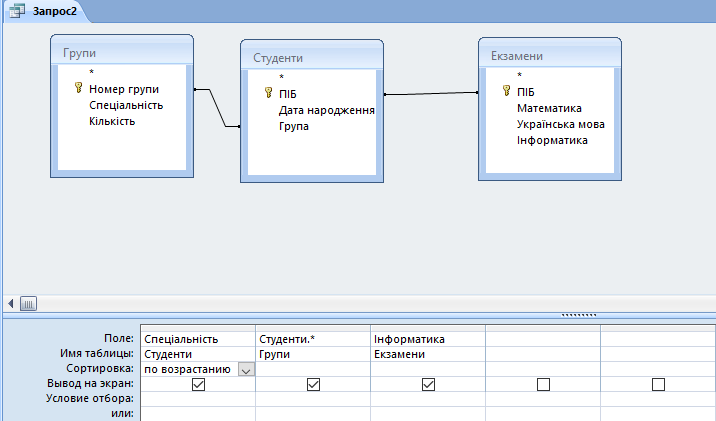 Запрос2
Групи
*
Номер групи
Спеціальність
Кількість
Студенти
*
ПІБ
Дата народження
Група
Екзамени
*
ПІБ
Математика
Українська мова
Інформатика
Поле: Спеціальність Студенти.* Інформатика
Имя таблицы: Студенти Групи Екзамени
Сортировка: по возрастанию
Вывод на экран:
Условие отбора:
или: